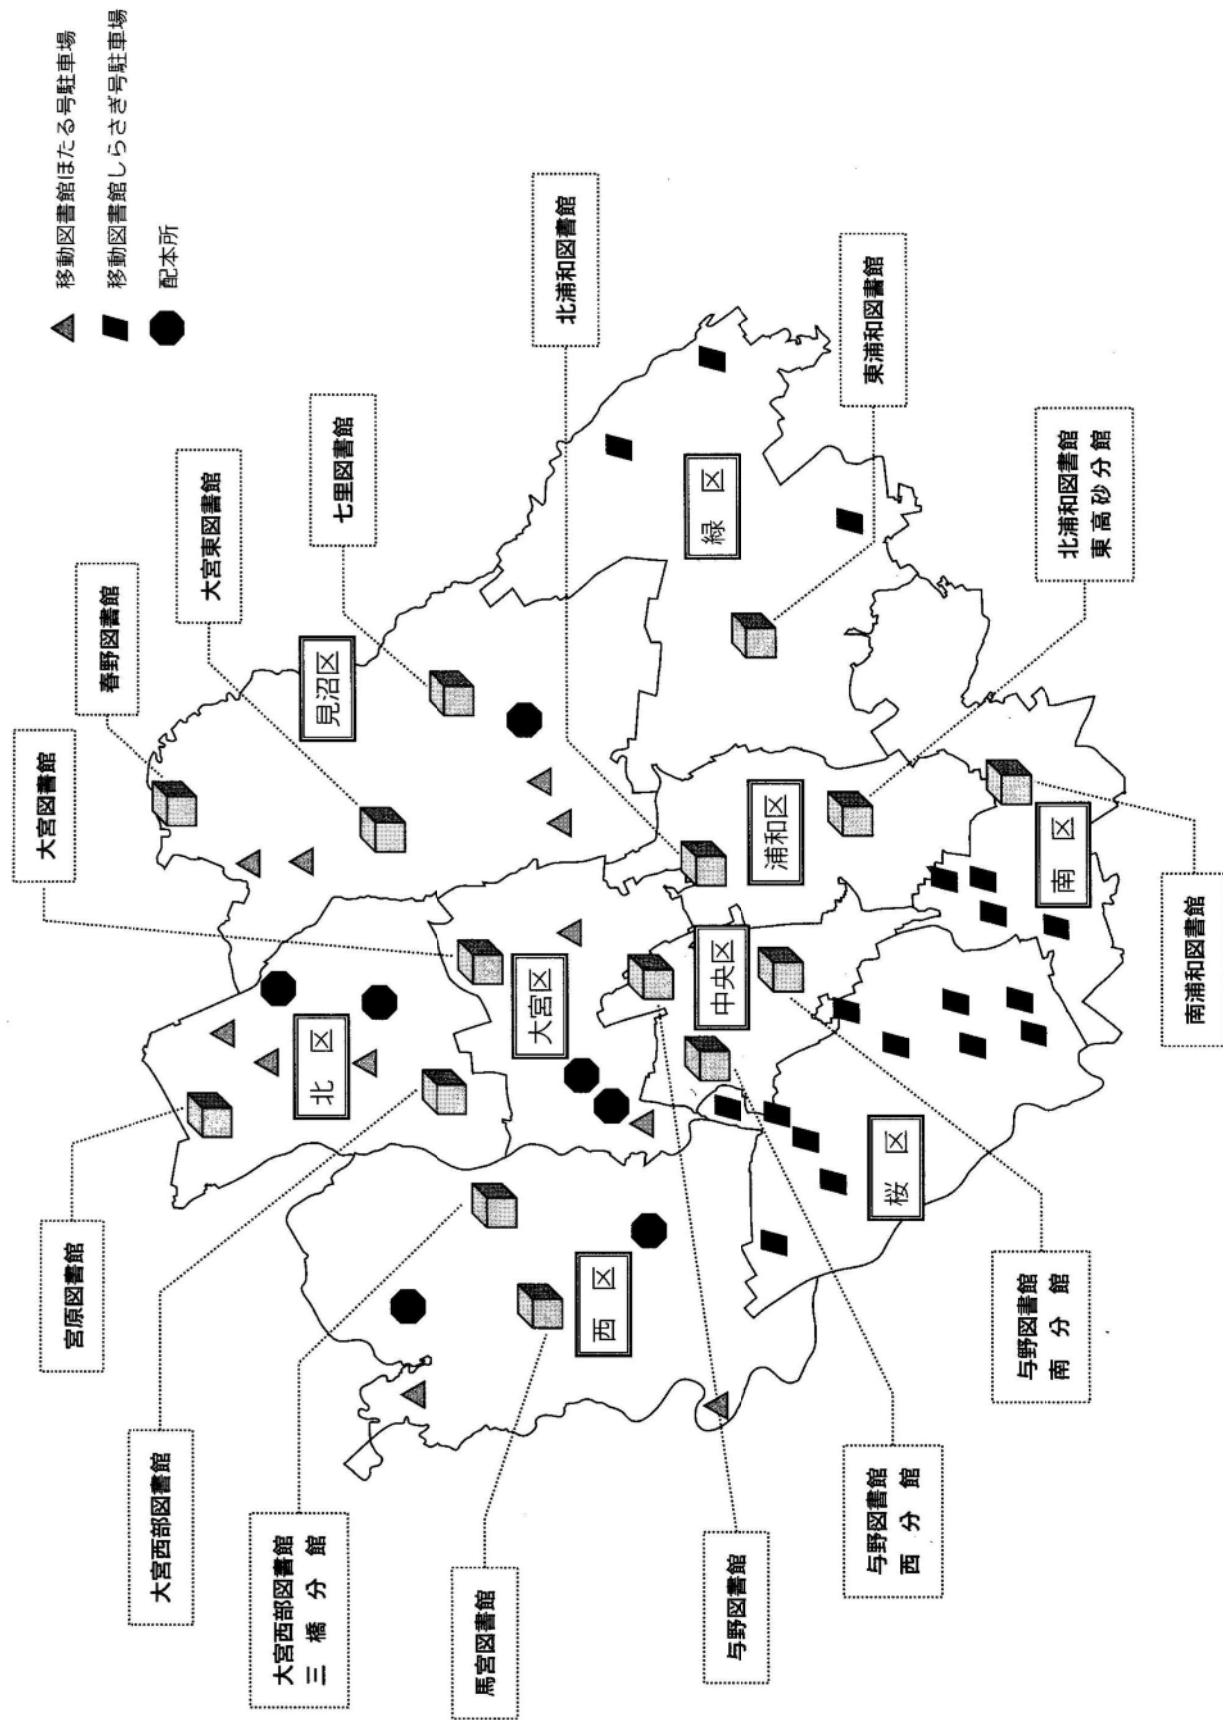 移動図書館ほたる号駐車場
移動図書館しらさぎ号駐車場
配本所
大宮図書館
春野図書館
大宮東図書館
七里図書館
北浦和図書館
東浦和図書館
北浦和図書館
東高砂分館
南浦和図書館
与野図書館
南分館
与野図書館
西分館
与野図書館
馬宮図書館
大宮西部図書館
三橋分館
大宮西部図書館
宮原図書館
見沼区
緑区
北区
大宮区
浦和区
中央区
西区
桜区
南区